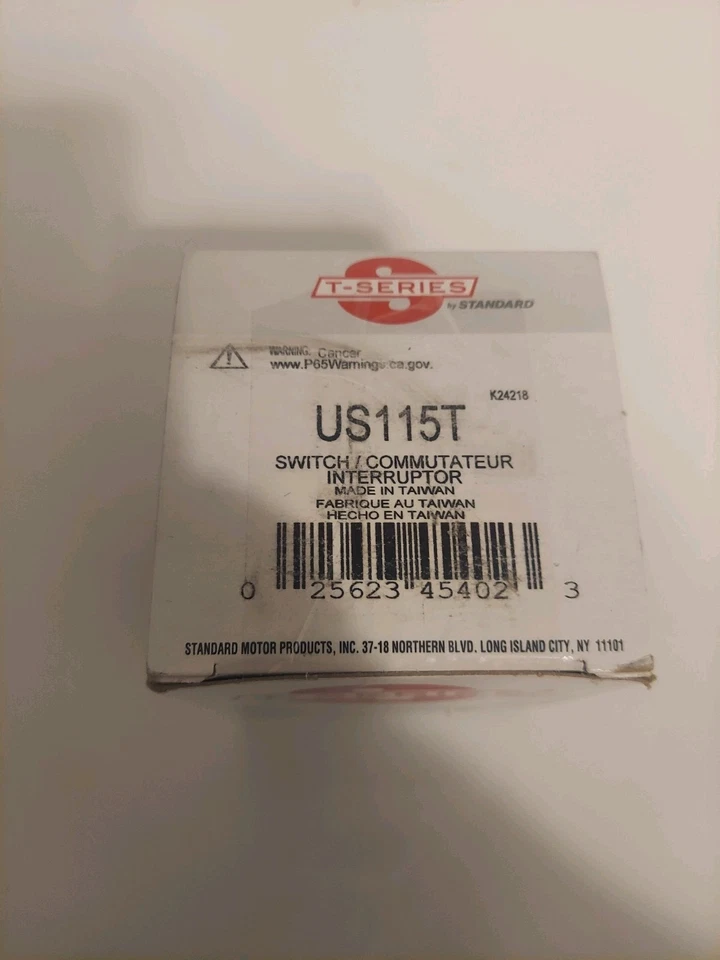 T-SERIES
by STANDARD
WARNING: Cancer
www.P65Warnings.ca.gov.
K24218
US115T
SWITCH / COMMUTATEUR
INTERRUPTOR
MADE IN TAIWAN
FABRIQUE AU TAIWAN
HECHO EN TAIWAN
0 25623 45402 3
STANDARD MOTOR PRODUCTS, INC. 37-18 NORTHERN BLVD. LONG ISLAND CITY, NY 11101